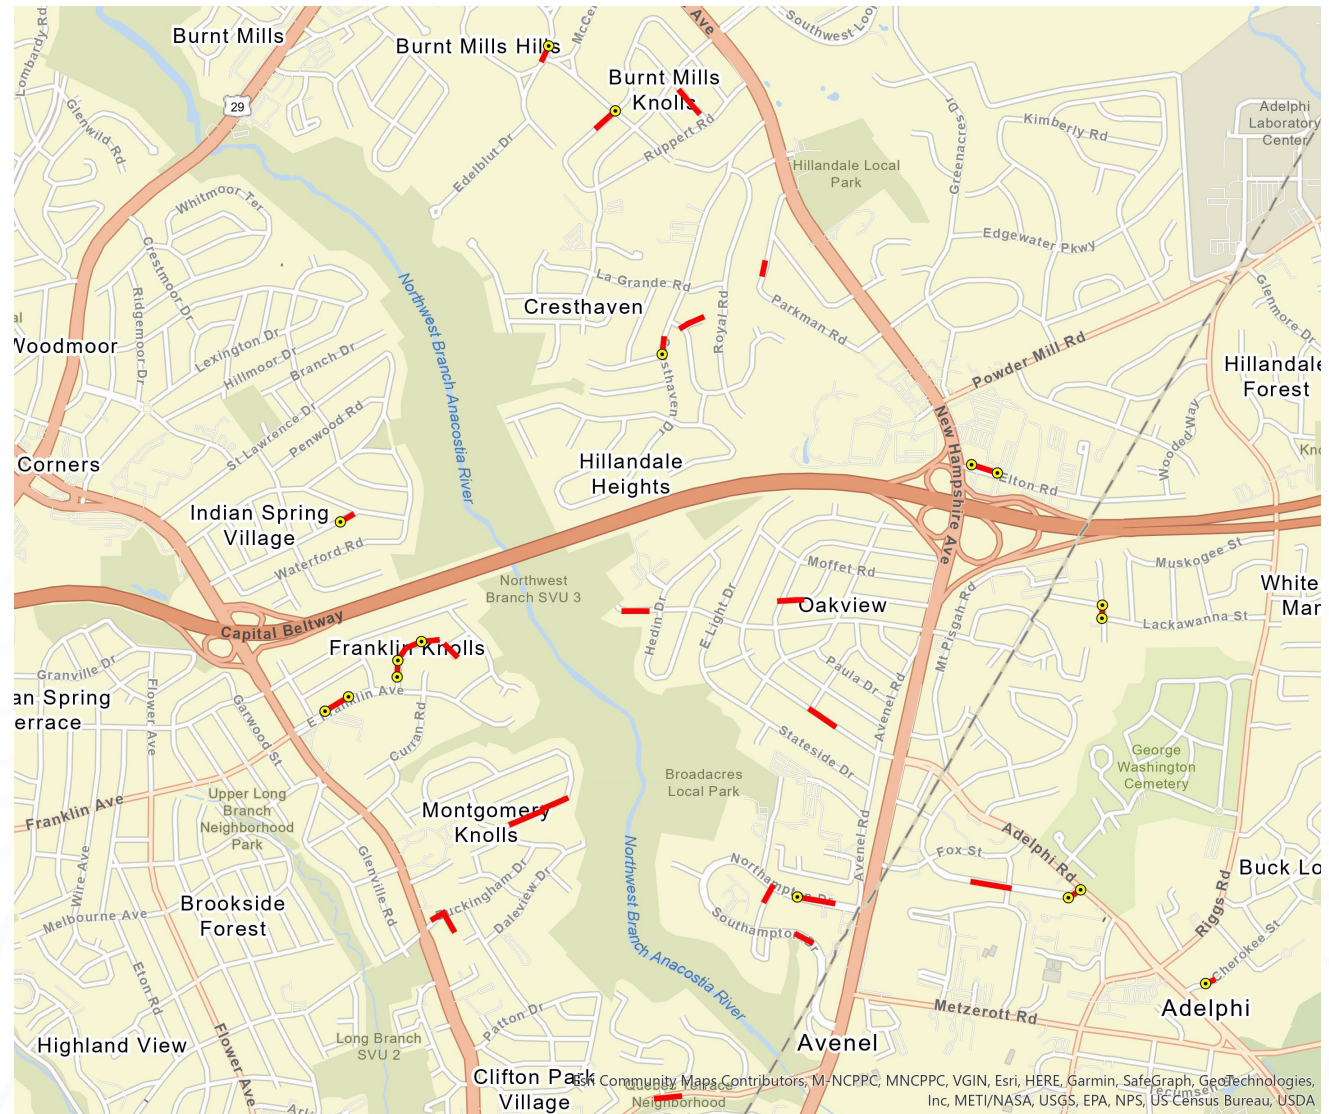 Burnt Mills
Burnt Mills Hills
Ave
Southwest Loop
Lombardy Rd
29
Burnt Mills
Knolls
Adelphi
Laboratory
Center
Glenwild Rd
Ruppert Rd
Edelblut Dr
Greenacres Dr
Kimberly Rd
Hillandale Local
Park
Whitmoor Ter
Crestmoor Dr
Ridgemoor Dr
Edgewater Pkwy
La Grande Rd
Cresthaven
Royal Rd
Parkman Rd
Northwest Branch Anacostia River
Glenmore Dr
Woodmoor
Lexington Dr
Hillmoor Dr
Branch Dr
Powder Mill Rd
Hillandale
Forest
sthaven Dr
St Lawrence Dr
Penwood Rd
New Hampshire Ave
Wooded Way
Corners
Hillandale
Heights
Elton Rd
Indian Spring
Village
Waterford Rd
Moffet Rd
Muskogee St
Northwest
Branch SVU 3
Oakview
White
Mar
Capital Beltway
Hedin Dr
E Light Dr
Mt Pisgah Rd
Lackawanna St
Franklin Knolls
Granville Dr
Flower Ave
Garwood St
E Franklin Ave
Curran Rd
Paula Dr
Avenel Rd
an Spring
errace
Stateside Dr
George
Washington
Cemetery
Broadacres
Local Park
Upper Long
Branch
Neighborhood
Park
Franklin Ave
Montgomery
Knolls
Adelphi Rd
Fox St
Avenel Rd
Northwest Branch Anacostia River
Wire Ave
Glenville Rd
Buckingham Dr
Daleview Dr
Northampton Dr
Southampton Dr
Buck Lo
Riggs Rd
Cherokee St
Melbourne Ave
Brookside
Forest
Eton Rd
Patton Dr
Metzerott Rd
Adelphi
Highland View
Flower Ave
Long Branch
SVU 2
Avenel
Clifton Park
Village
Neighborhood
Esri Community Maps Contributors, M-NCPPC, MNCPPC, VGIN, Esri, HERE, Garmin, SafeGraph, GeoTechnologies,
Inc, METI/NASA, USGS, EPA, NPS, US Census Bureau, USDA